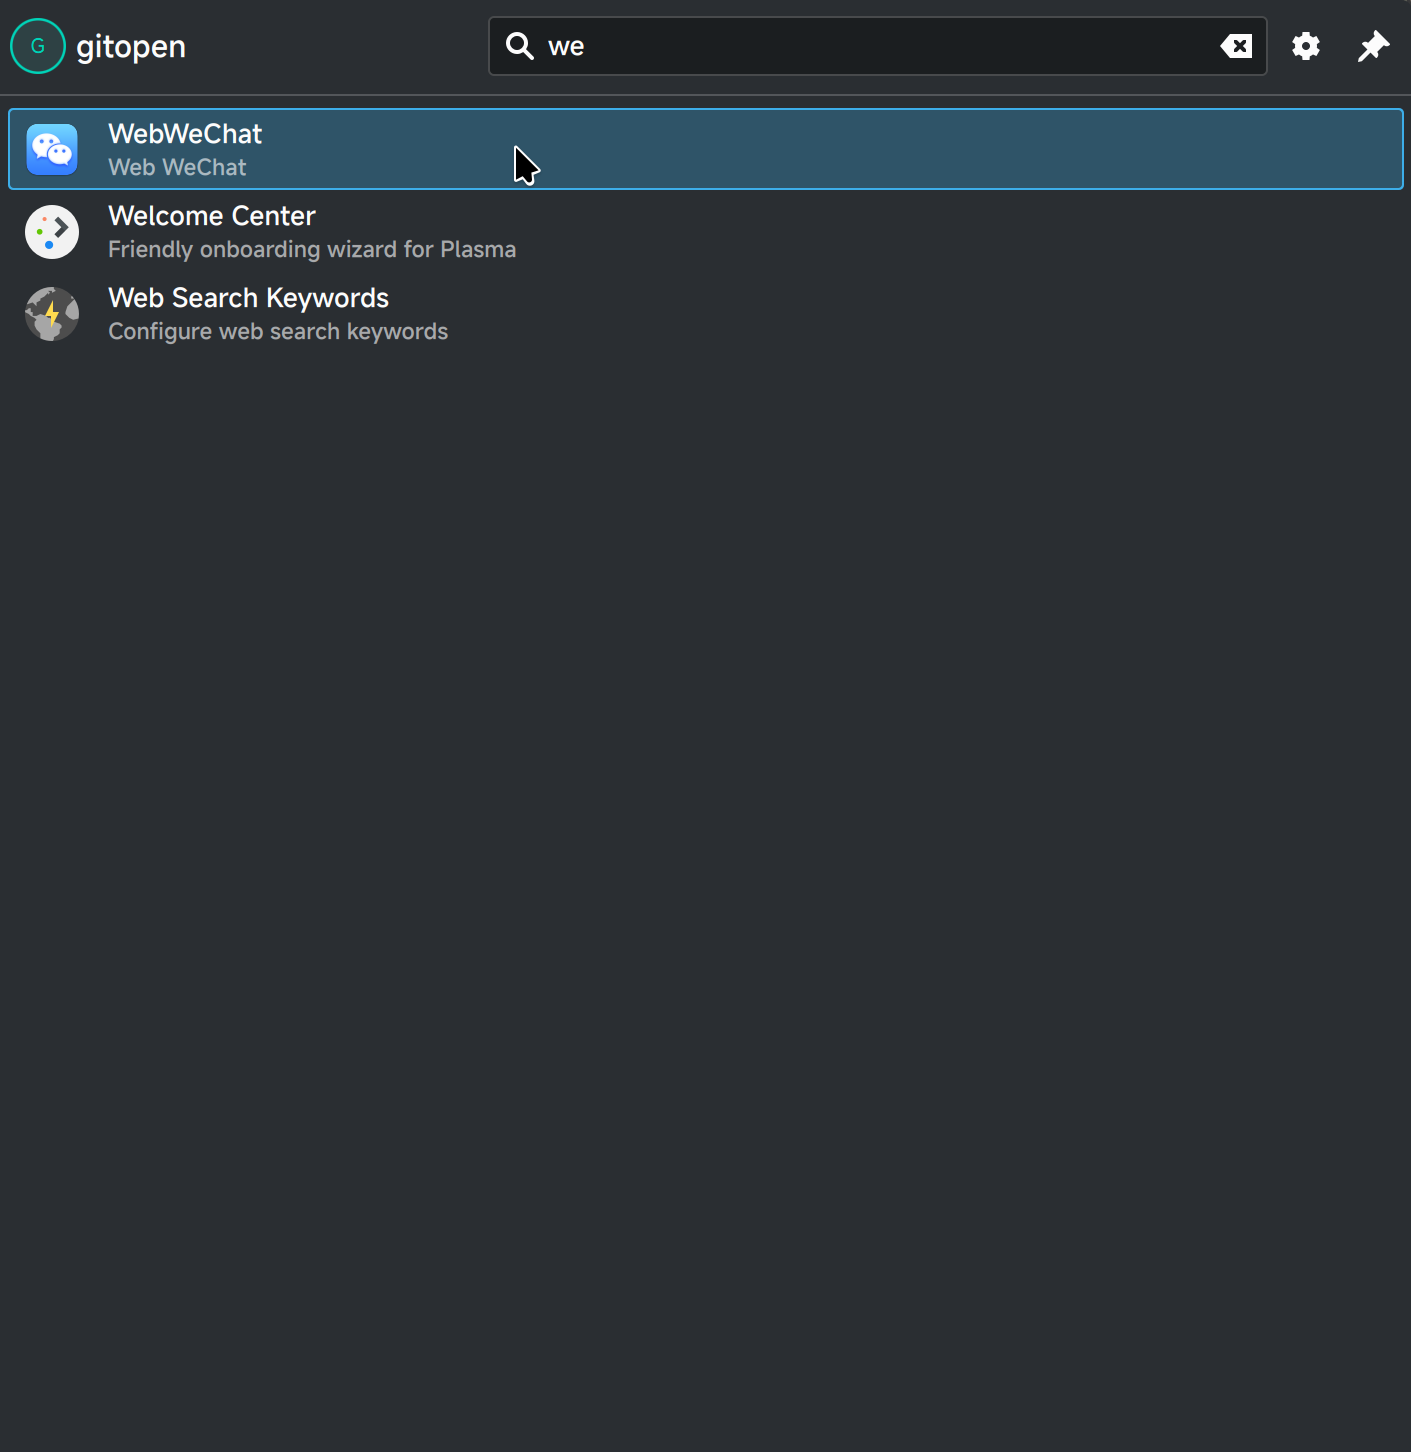 G
gitopen
we
WebWeChat
Web WeChat
Welcome Center
Friendly onboarding wizard for Plasma
Web Search Keywords
Configure web search keywords